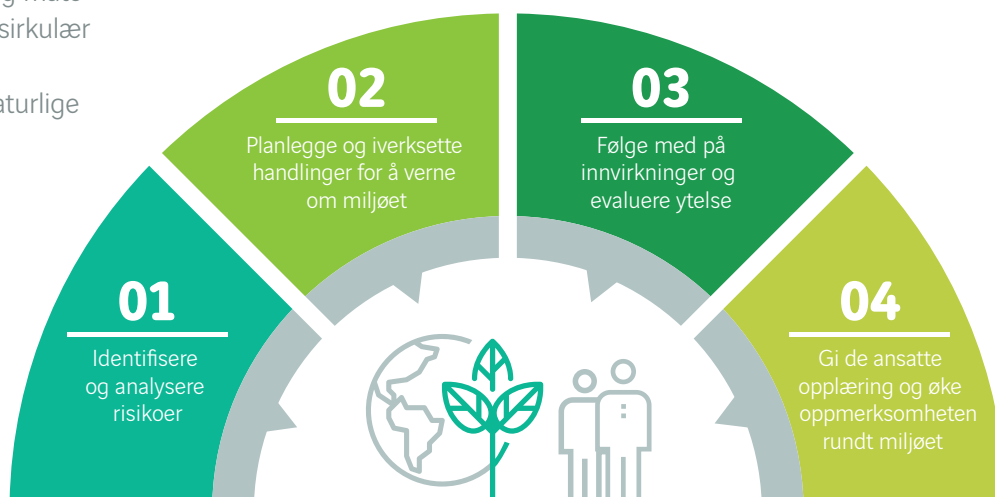 sirkulær
aturlige
01
Identifisere
og analysere
risikoer
02
Planlegge og iverksette
handlinger for å verne
om miljøet
03
Følge med på
innvirkninger og
evaluere ytelse
04
Gi de ansatte
opplæring og øke
oppmerksomheten
rundt miljøet